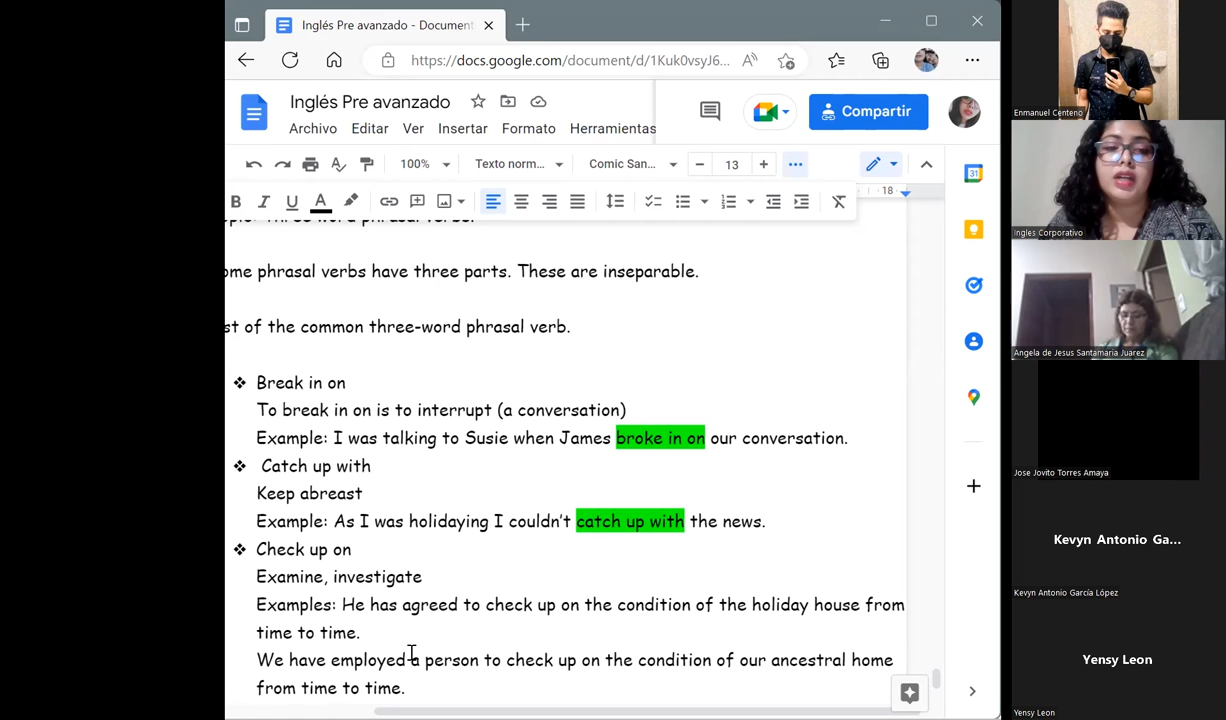 Inglés Pre avanzado - Document
https://docs.google.com/document/d/1Kuk0vsyJ6...
Inglés Pre avanzado
Compartir
Archivo Editar Ver Insertar Formato Herramientas
100% Texto norm... Comic San... 13
18
Three word phrasal verbs.
ome phrasal verbs have three parts. These are inseparable.
st of the common three-word phrasal verb.
❖ Break in on
To break in on is to interrupt (a conversation)
Example: I was talking to Susie when James broke in on our conversation.
❖ Catch up with
Keep abreast
Example: As I was holidaying I couldn't catch up with the news.
❖ Check up on
Examine, investigate
Examples: He has agreed to check up on the condition of the holiday house from
time to time.
We have employed a person to check up on the condition of our ancestral home
from time to time.
31
Enmanuel Centeno
Ingles Corporativo
Angela de Jesus Santamaria Juarez
Jose Jovito Torres Amaya
Kevyn Antonio Ga...
Kevyn Antonio García López
Yensy Leon
Yensy Leon